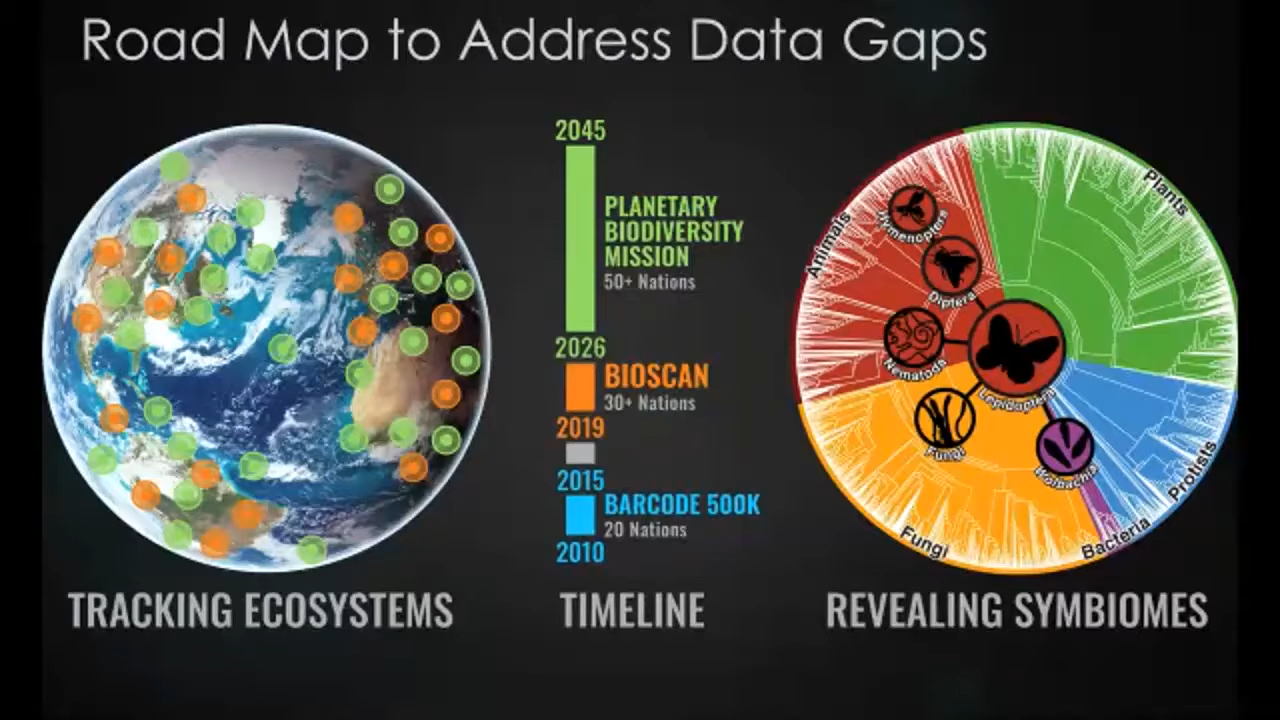 Road Map to Address Data Gaps
2045
PLANETARY
BIODIVERSITY
MISSION
50+ Nations
2026
BIOSCAN
30+ Nations
2019
2015
BARCODE 500K
20 Nations
2010
Animals
Plants
Hymenoptera
Diptera
Nematoda
Lepidoptera
Fungi
Wolbachia
Protists
Bacteria
Fungi
TRACKING ECOSYSTEMS
TIMELINE
REVEALING SYMBIOMES